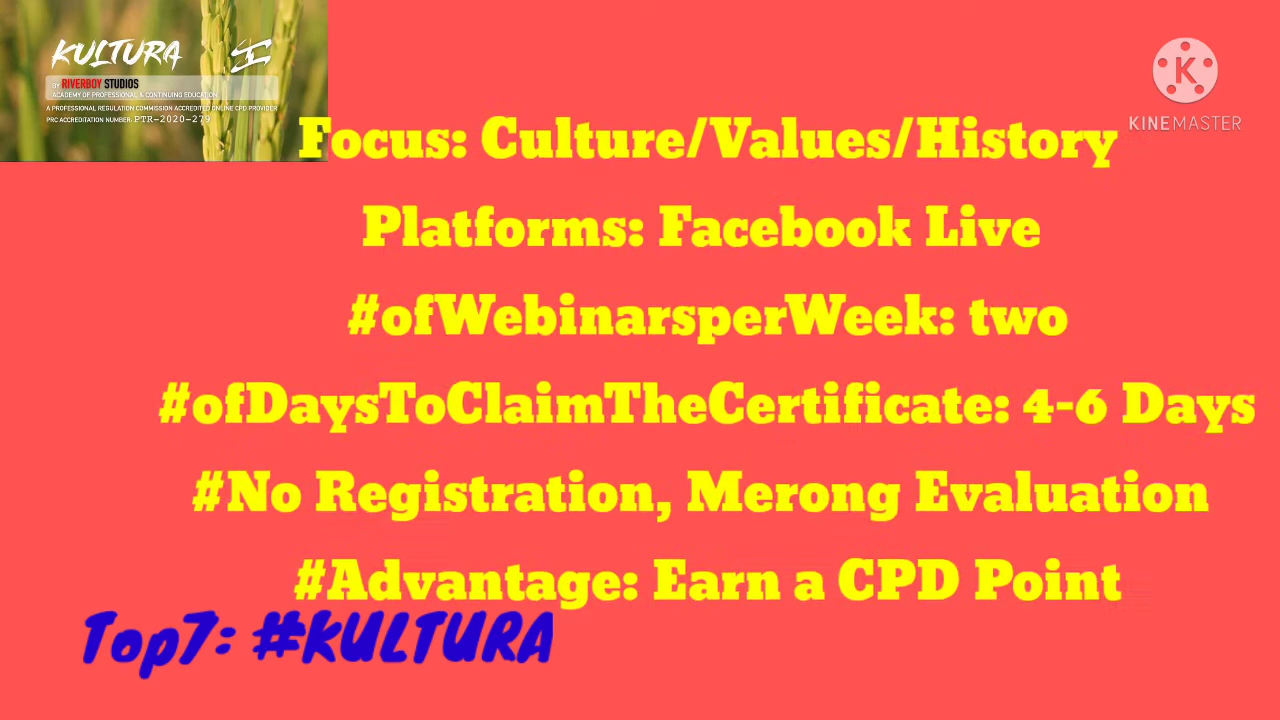 KULTURA
BY RIVERBOY STUDIOS
ACADEMY OF PROFESSIONAL & CONTINUING EDUCATION
A PROFESSIONAL REGULATION COMMISSION ACCREDITED ONLINE CPD PROVIDER
PRC ACCREDITATION NUMBER: PTR-2020-279
K
KINEMASTER
Focus: Culture/Values/History
Platforms: Facebook Live
#ofWebinarsperWeek: two
#ofDaysToClaimTheCertificate: 4-6 Days
#No Registration, Merong Evaluation
#Advantage: Earn a CPD Point
Top7: #KULTURA